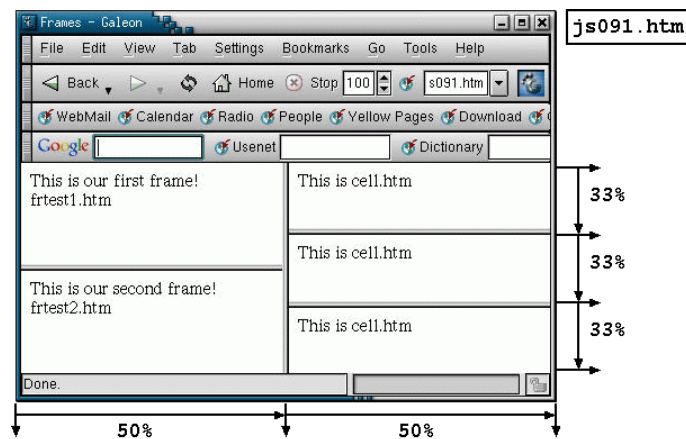 Frames - Galeon
js091.htm
File Edit View Tab Settings Bookmarks Go Tools Help
Back Home Stop 100 s091.htm
WebMail Calendar Radio People Yellow Pages Download
Google Usenet Dictionary
This is our first frame!
frtest1.htm
This is our second frame!
frtest2.htm
This is cell.htm
This is cell.htm
This is cell.htm
33%
33%
33%
Done.
50% 50%